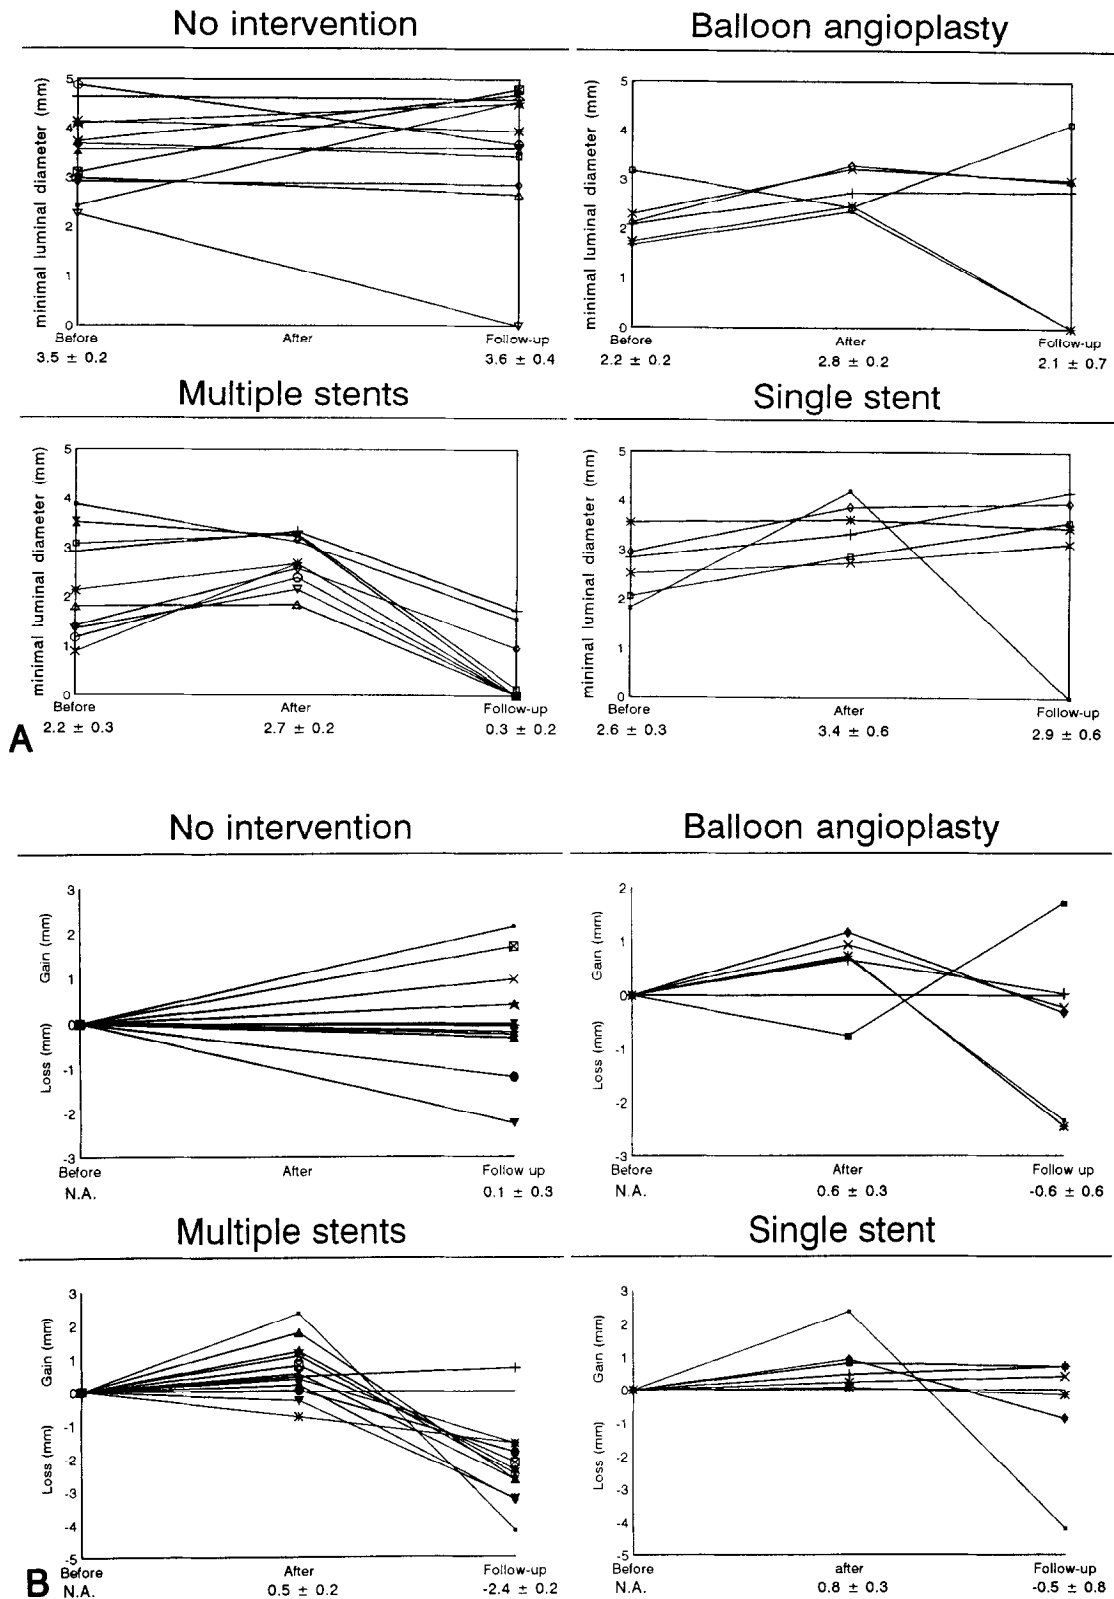 No intervention
Balloon angioplasty
minimal luminal diameter (mm)
5
4
3
2
1
0
Before
After
Follow-up
3.5 ± 0.2
3.6 ± 0.4
minimal luminal diameter (mm)
5
4
3
2
1
0
Before
After
Follow-up
2.2 ± 0.2
2.8 ± 0.2
2.1 ± 0.7
Multiple stents
Single stent
minimal luminal diameter (mm)
5
4
3
2
1
0
Before
After
Follow-up
2.2 ± 0.3
2.7 ± 0.2
0.3 ± 0.2
minimal luminal diameter (mm)
5
4
3
2
1
0
Before
After
Follow-up
2.6 ± 0.3
3.4 ± 0.6
2.9 ± 0.6
A
No intervention
Balloon angioplasty
Gain (mm)
Loss (mm)
3
2
1
0
-1
-2
-3
Before
After
Follow up
N.A.
0.1 ± 0.3
Gain (mm)
Loss (mm)
2
1
0
-1
-2
-3
Before
After
Follow up
N.A.
0.6 ± 0.3
-0.6 ± 0.6
Multiple stents
Single stent
Gain (mm)
Loss (mm)
3
2
1
0
-1
-2
-3
-4
-5
Before
After
Follow-up
N.A.
0.5 ± 0.2
-2.4 ± 0.2
Gain (mm)
Loss (mm)
3
2
1
0
-1
-2
-3
-4
-5
Before
after
Follow-up
N.A.
0.8 ± 0.3
-0.5 ± 0.8
B